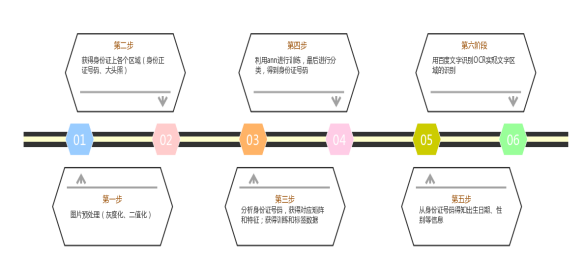 第二步
获得身份证上各个区域（身份正
证号码、大头照）
第四步
利用ann进行训练，最后进行分
类，得到身份证号码
第六阶段
用百度文字识别OCR实现文字区
域的识别
01
02
03
04
05
06
第一步
图片预处理（灰度化、二值化）
第三步
分析身份证号码，获得对应矩阵
和特征；获得训练和标签数据
第五步
从身份证号码得知出生日期、性
别等信息